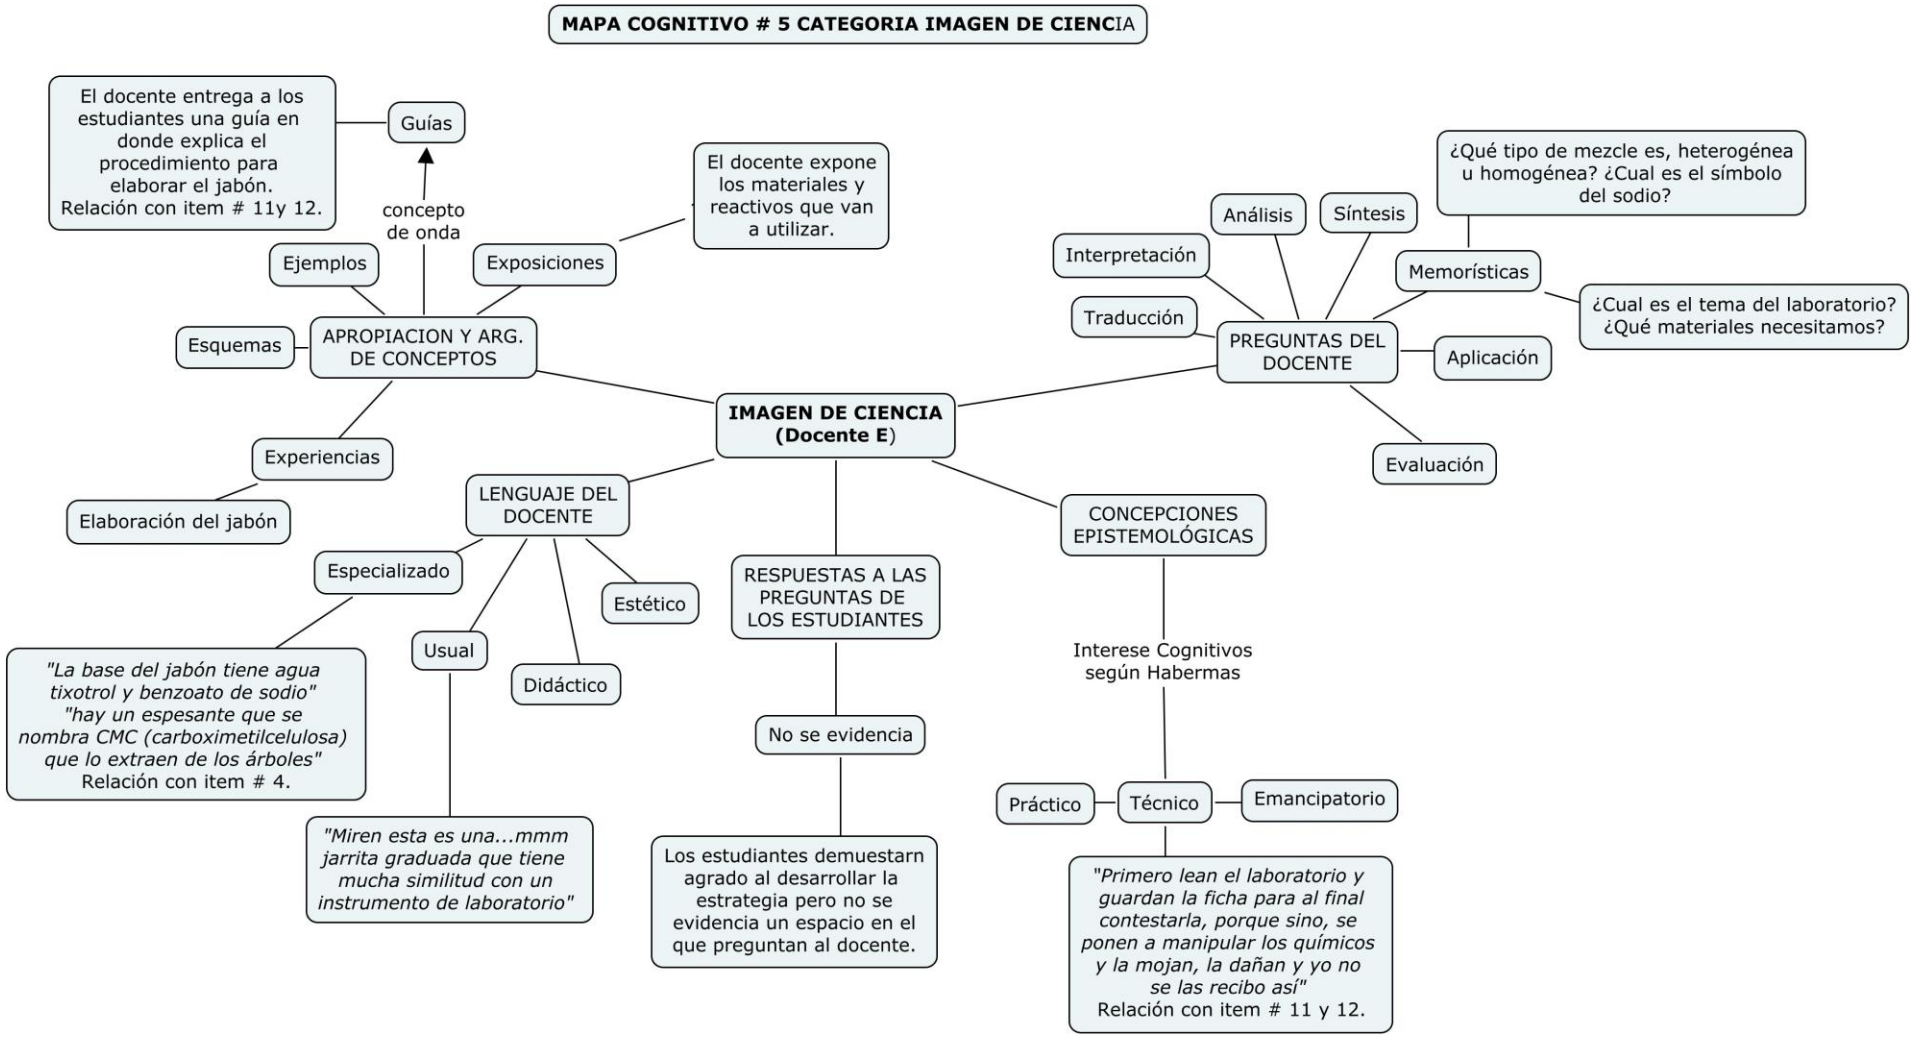 MAPA COGNITIVO # 5 CATEGORIA IMAGEN DE CIENCIA
El docente entrega a los
estudiantes una guía en
donde explica el
procedimiento para
elaborar el jabón.
Relación con item # 11y 12.
Guías
concepto
de onda
El docente expone
los materiales y
reactivos que van
a utilizar.
Ejemplos
Exposiciones
Esquemas
APROPIACION Y ARG.
DE CONCEPTOS
Experiencias
Elaboración del jabón
¿Qué tipo de mezcle es, heterogénea
u homogénea? ¿Cual es el símbolo
del sodio?
Análisis
Síntesis
Interpretación
Memorísticas
Traducción
¿Cual es el tema del laboratorio?
¿Qué materiales necesitamos?
PREGUNTAS DEL
DOCENTE
Aplicación
Evaluación
IMAGEN DE CIENCIA
(Docente E)
LENGUAJE DEL
DOCENTE
Especializado
Estético
Usual
Didáctico
"La base del jabón tiene agua
tixotrol y benzoato de sodio"
"hay un espesante que se
nombra CMC (carboximetilcelulosa)
que lo extraen de los árboles"
Relación con item # 4.
"Miren esta es una...mmm
jarrita graduada que tiene
mucha similitud con un
instrumento de laboratorio"
RESPUESTAS A LAS
PREGUNTAS DE
LOS ESTUDIANTES
No se evidencia
Los estudiantes demuestarn
agrado al desarrollar la
estrategia pero no se
evidencia un espacio en el
que preguntan al docente.
CONCEPCIONES
EPISTEMOLÓGICAS
Interese Cognitivos
según Habermas
Práctico
Técnico
Emancipatorio
"Primero lean el laboratorio y
guardan la ficha para al final
contestarla, porque sino, se
ponen a manipular los químicos
y la mojan, la dañan y yo no
se las recibo así"
Relación con item # 11 y 12.